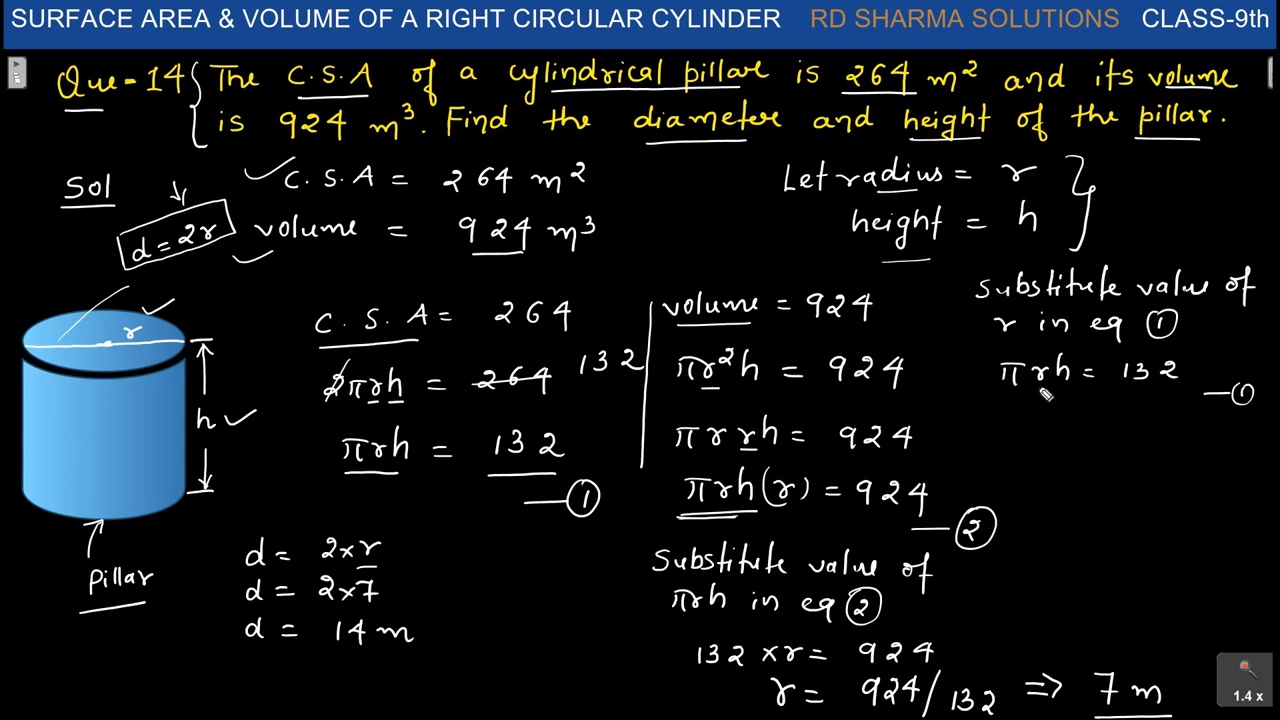 SURFACE AREA & VOLUME OF A RIGHT CIRCULAR CYLINDER RD SHARMA SOLUTIONS CLASS-9th
Que-14 The C.S.A of a cylindrical pillar is 264 m² and its volume
is 924 m³. Find the diameter and height of the pillar.
Sol
C.S.A = 264 m²
volume = 924 m³
d = 2r
Let radius = r
height = h
r
h
Pillar
C.S.A = 264
2πrh = 264 132
πrh = 132
①
d = 2×r
d = 2×7
d = 14 m
volume = 924
πr²h = 924
πr rh = 924
πrh(r) = 924
②
Substitute value of
πrh in eq ②
132 ×r = 924
r = 924/132 => 7 m
Substitute value of
r in eq ①
πrh = 132
①
1.4 x